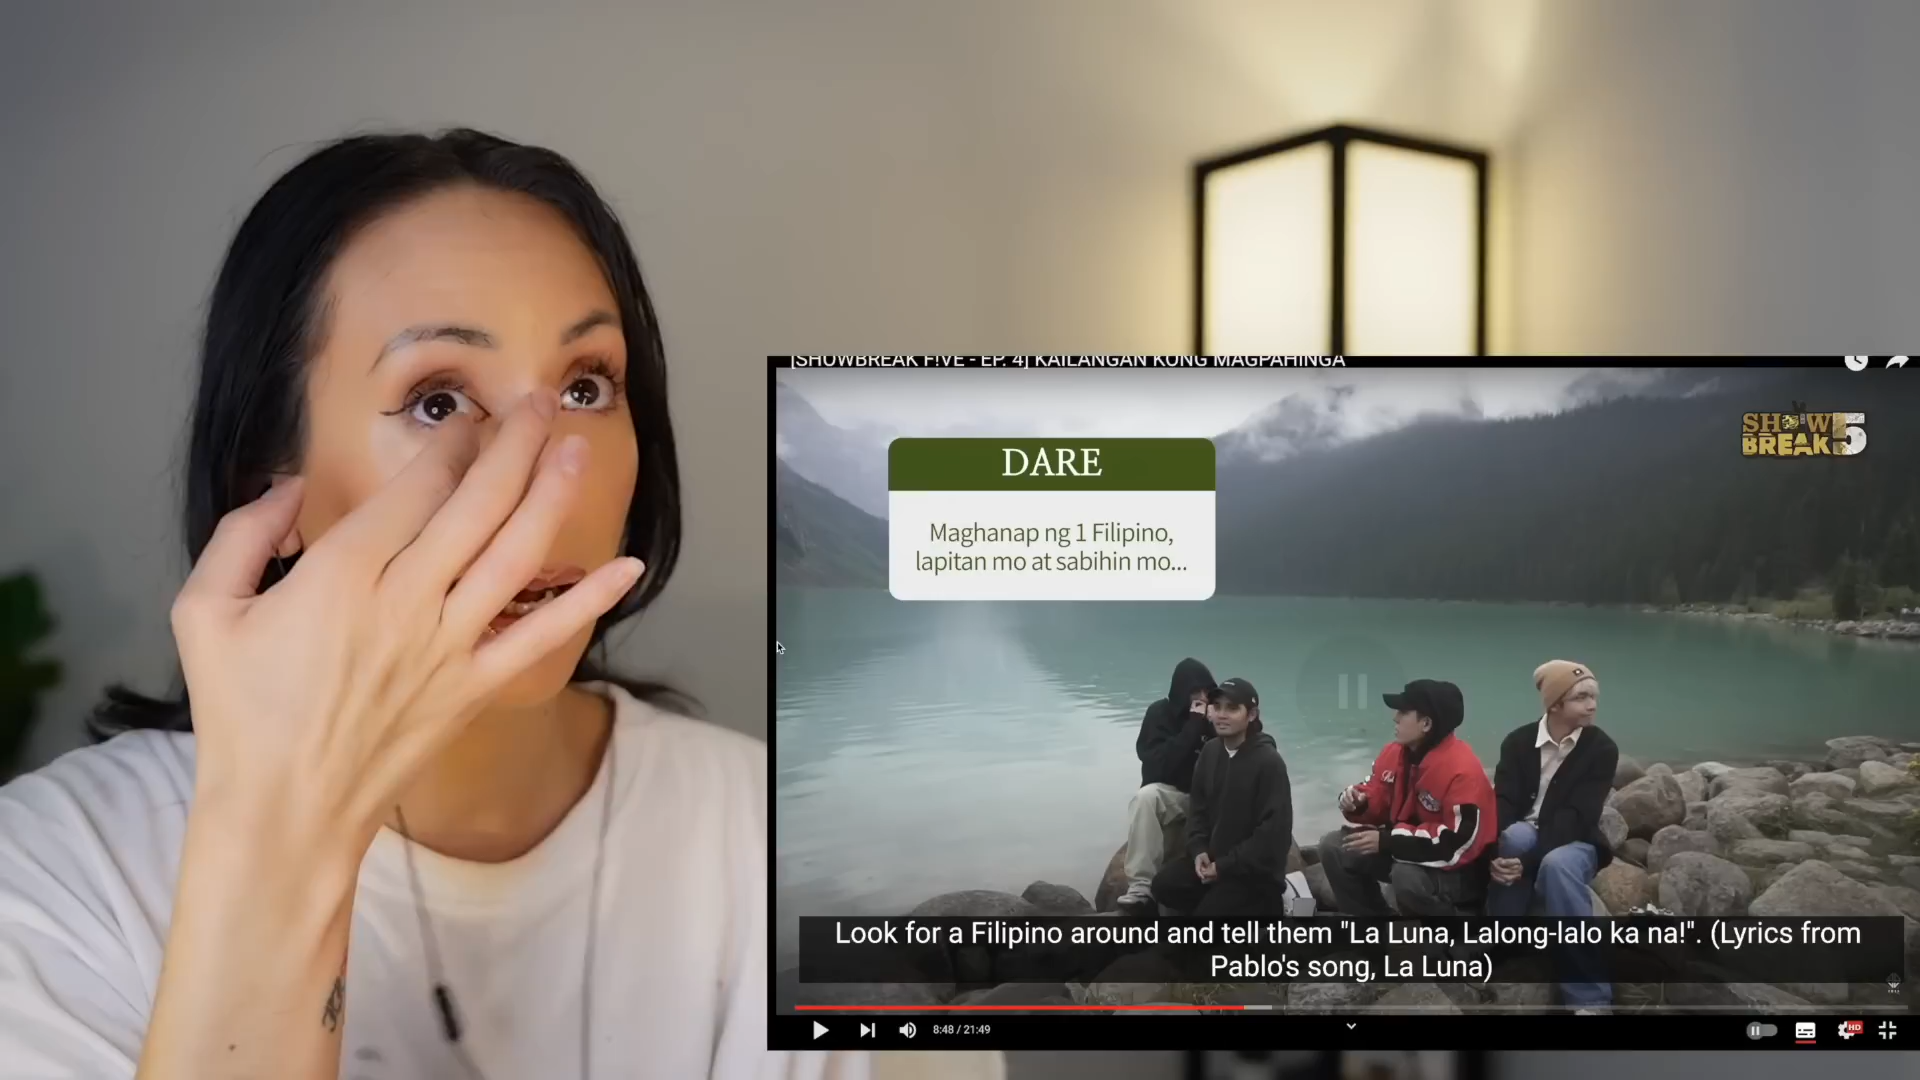 [SHOWBREAK F!VE - EP. 4] KAILANGAN KONG MAGPAHINGA
SHOW
BREAK 5
DARE
Maghanap ng 1 Filipino,
lapitan mo at sabihin mo...
Look for a Filipino around and tell them "La Luna, Lalong-lalo ka na!". (Lyrics from
Pablo's song, La Luna)
8:48 / 21:49
HD